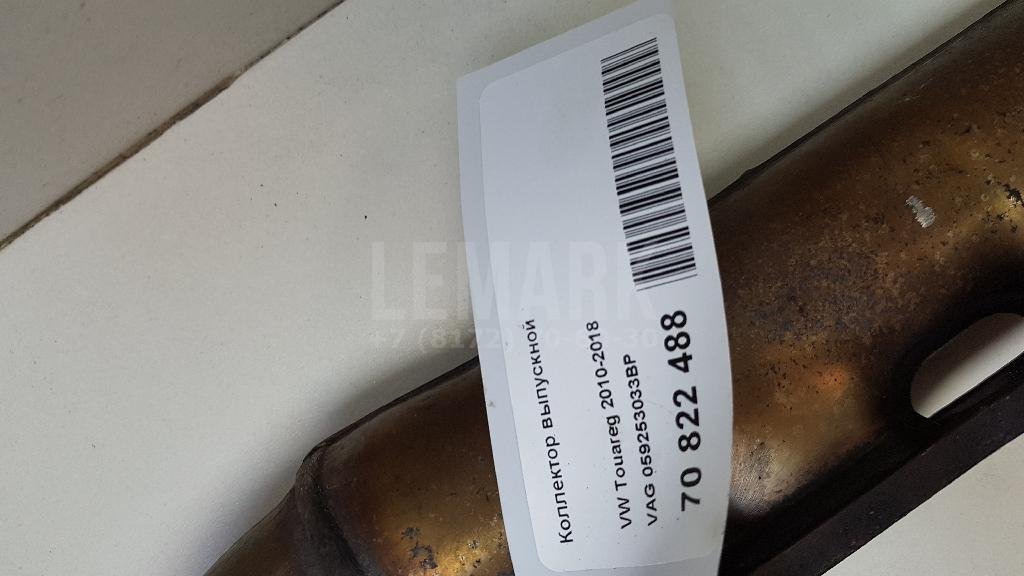 Коллектор выпускной
VW Touareg 2010-2018
VAG 059253033BP
70 822 488
LEMARK